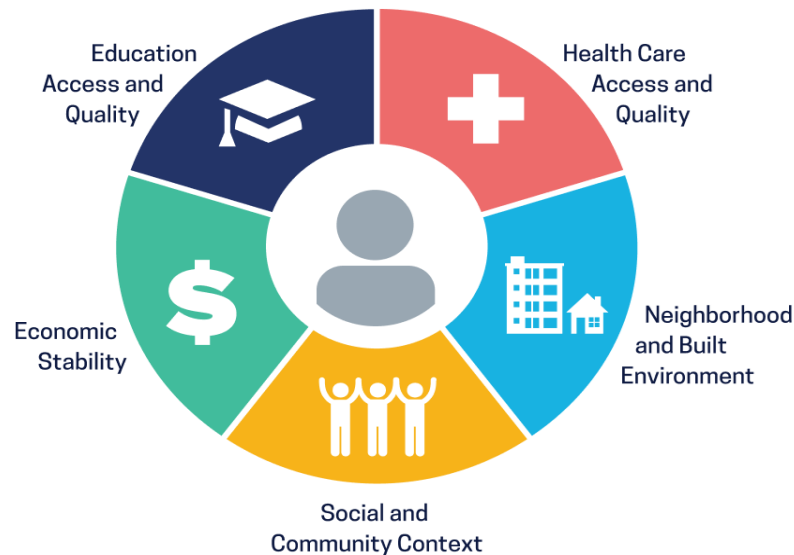 Education
Access and
Quality
Health Care
Access and
Quality
$
Economic
Stability
Neighborhood
and Built
Environment
Social and
Community Context